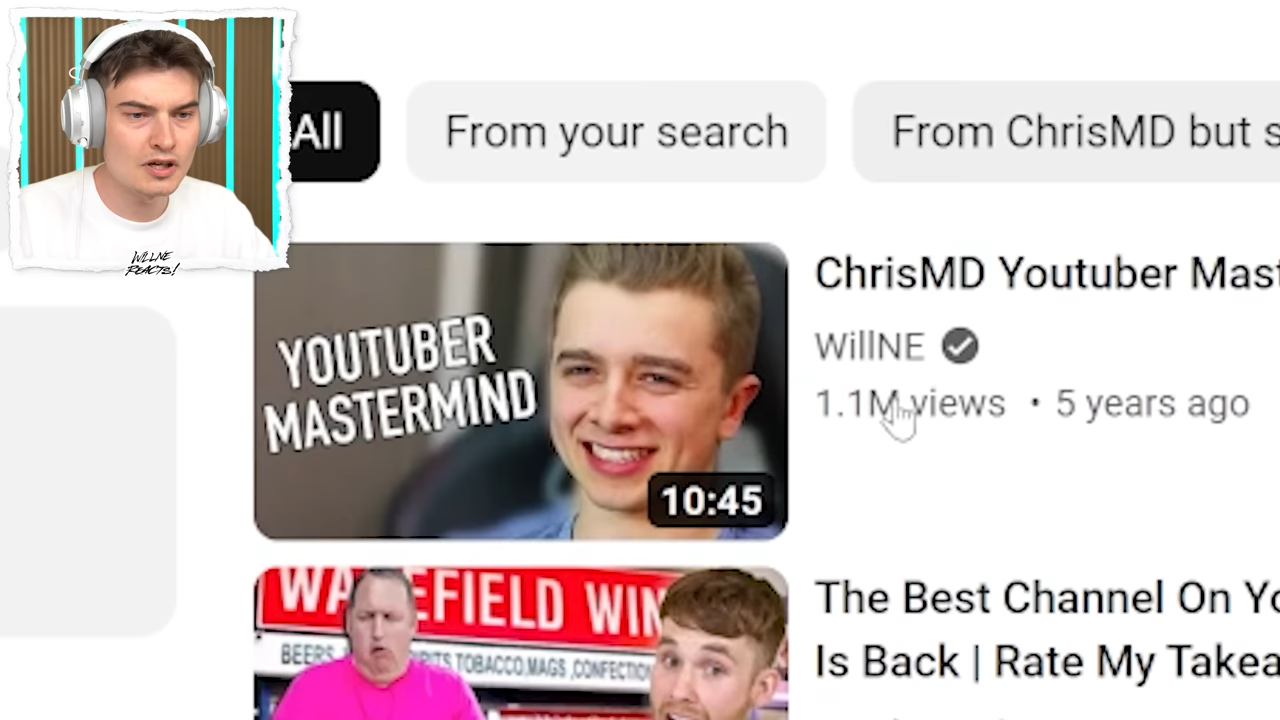 All
From your search
From ChrisMD but s
WILLNE
REACTS!
YOUTUBER
MASTERMIND
10:45
ChrisMD Youtuber Mast
WillNE
1.1M views • 5 years ago
WA EFIELD WIN
BEERS, RITS TOBACCO, MAGS ,CONFECTIO
The Best Channel On Yo
Is Back | Rate My Takea